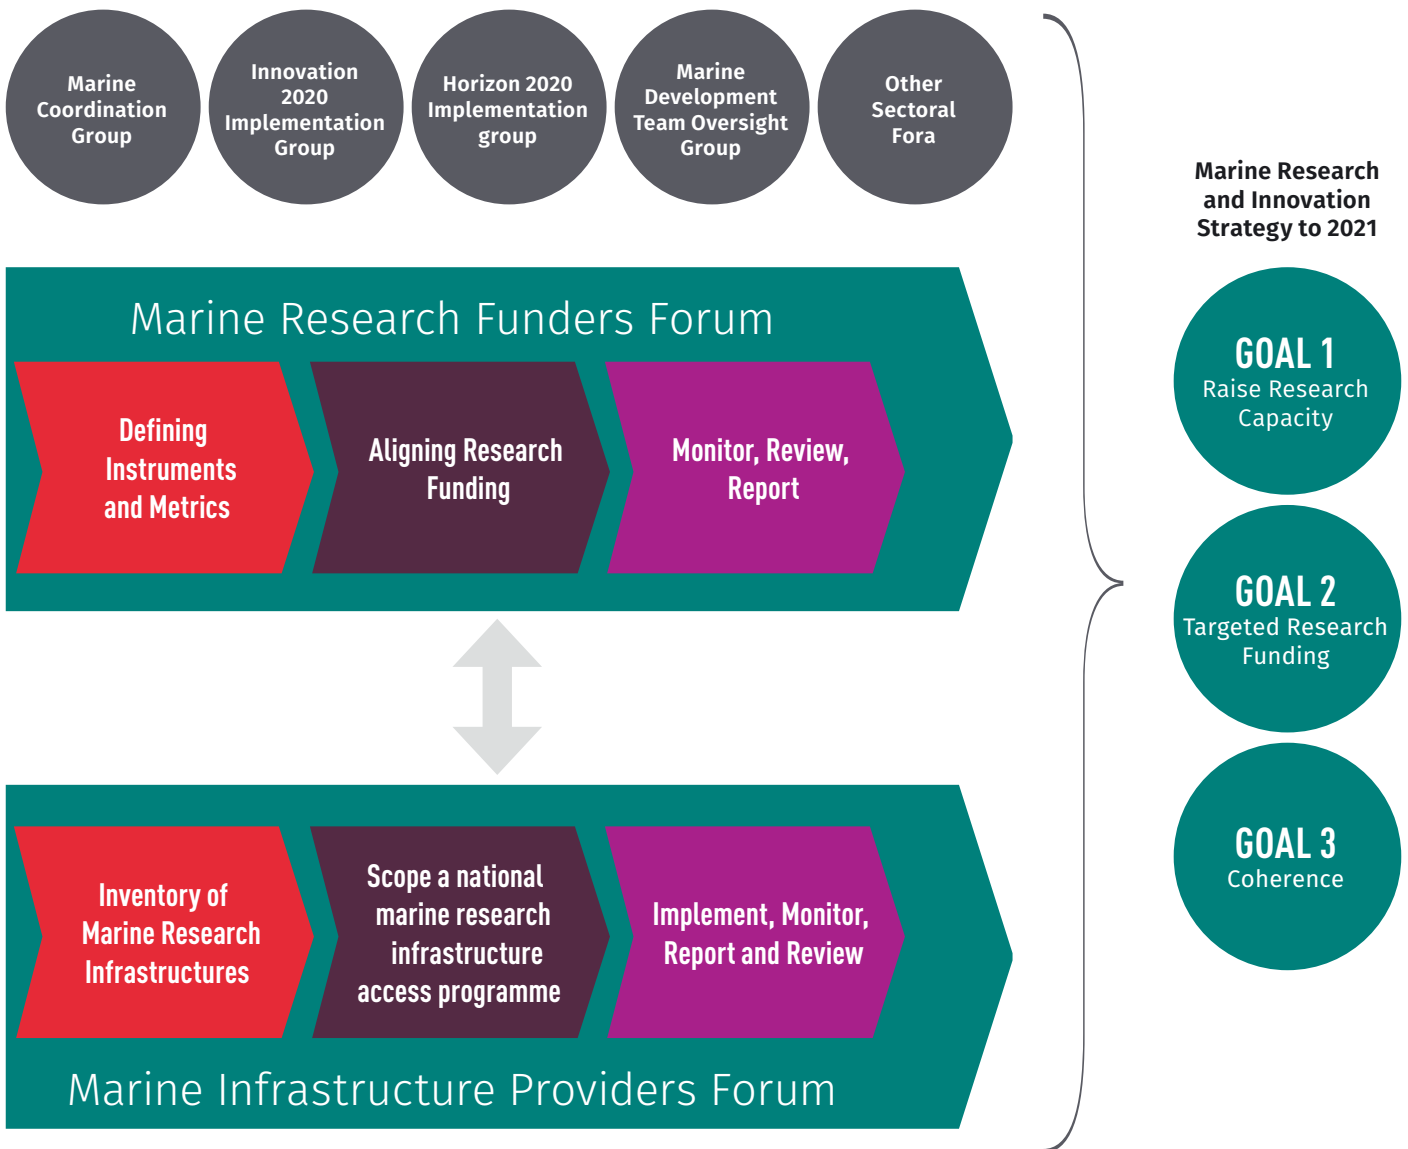 Marine
Coordination
Group
Innovation
2020
Implementation
Group
Horizon 2020
Implementation
group
Marine
Development
Team Oversight
Group
Other
Sectoral
Fora
Marine Research Funders Forum
Defining
Instruments
and Metrics
Aligning Research
Funding
Monitor, Review,
Report
Inventory of
Marine Research
Infrastructures
Scope a national
marine research
infrastructure
access programme
Implement, Monitor,
Report and Review
Marine Infrastructure Providers Forum
Marine Research
and Innovation
Strategy to 2021
GOAL 1
Raise Research
Capacity
GOAL 2
Targeted Research
Funding
GOAL 3
Coherence